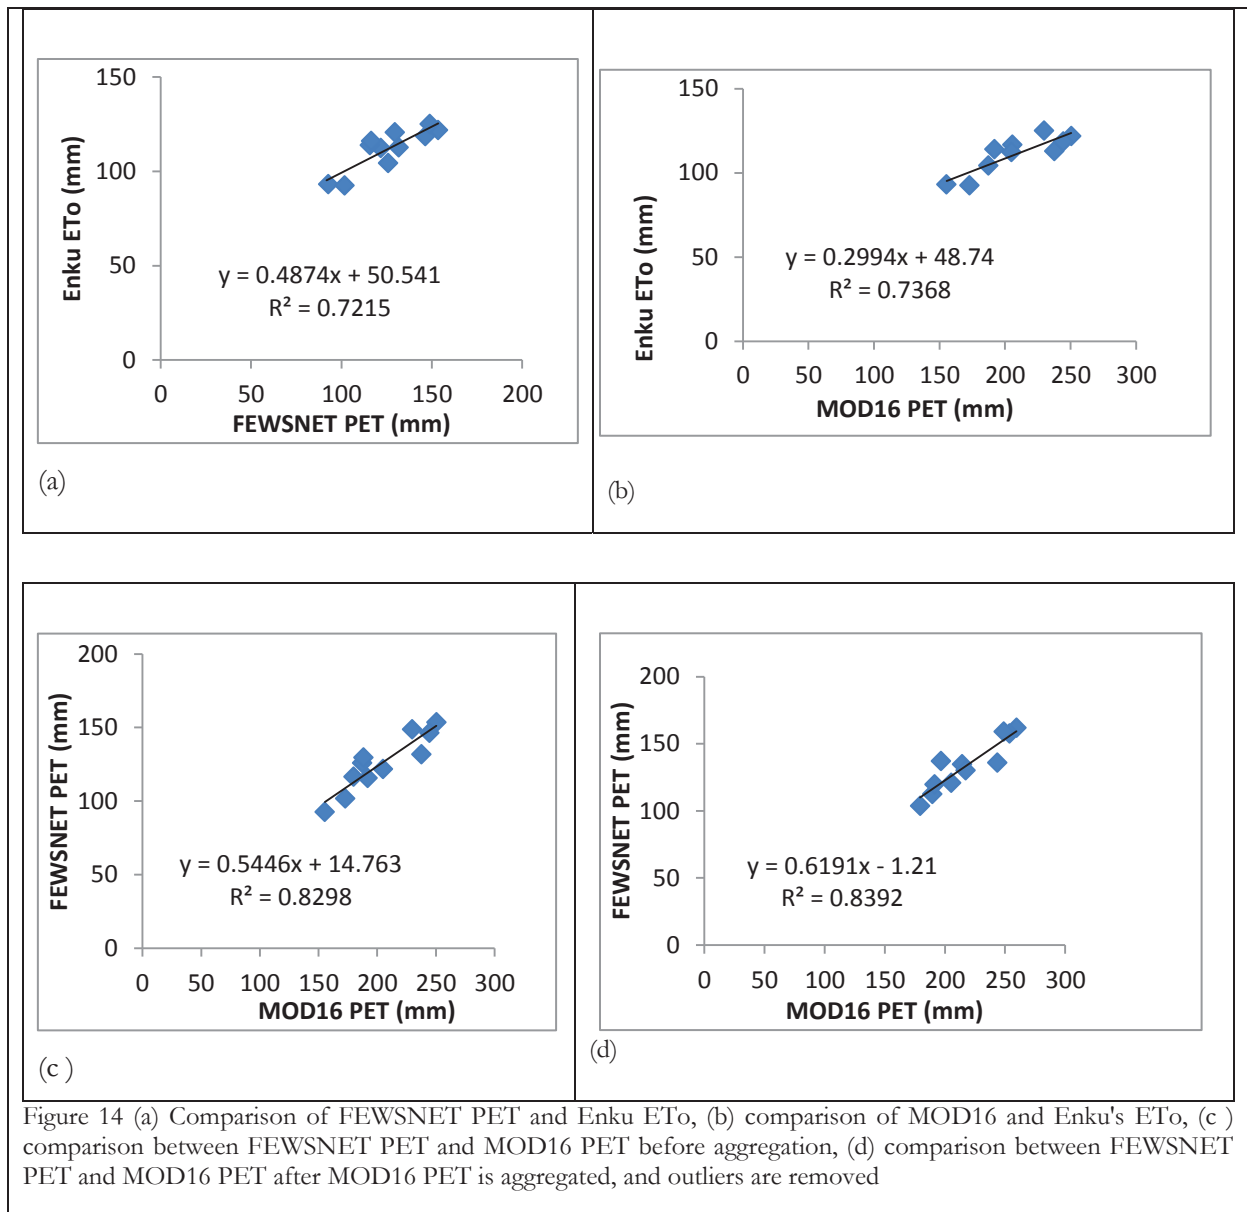 150
100
50
0
Enku ETo (mm)
y = 0.4874x + 50.541
R² = 0.7215
0 50 100 150 200
FEWSNET PET (mm)
(a)
150
100
50
0
Enku ETo (mm)
y = 0.2994x + 48.74
R² = 0.7368
0 50 100 150 200 250 300
MOD16 PET (mm)
(b)
200
150
100
50
0
FEWSNET PET (mm)
y = 0.5446x + 14.763
R² = 0.8298
0 50 100 150 200 250 300
MOD16 PET (mm)
(c )
200
150
100
50
0
FEWSNET PET (mm)
y = 0.6191x - 1.21
R² = 0.8392
0 50 100 150 200 250 300
MOD16 PET (mm)
(d)
Figure 14 (a) Comparison of FEWSNET PET and Enku ETo, (b) comparison of MOD16 and Enku's ETo, (c )
comparison between FEWSNET PET and MOD16 PET before aggregation, (d) comparison between FEWSNET
PET and MOD16 PET after MOD16 PET is aggregated, and outliers are removed